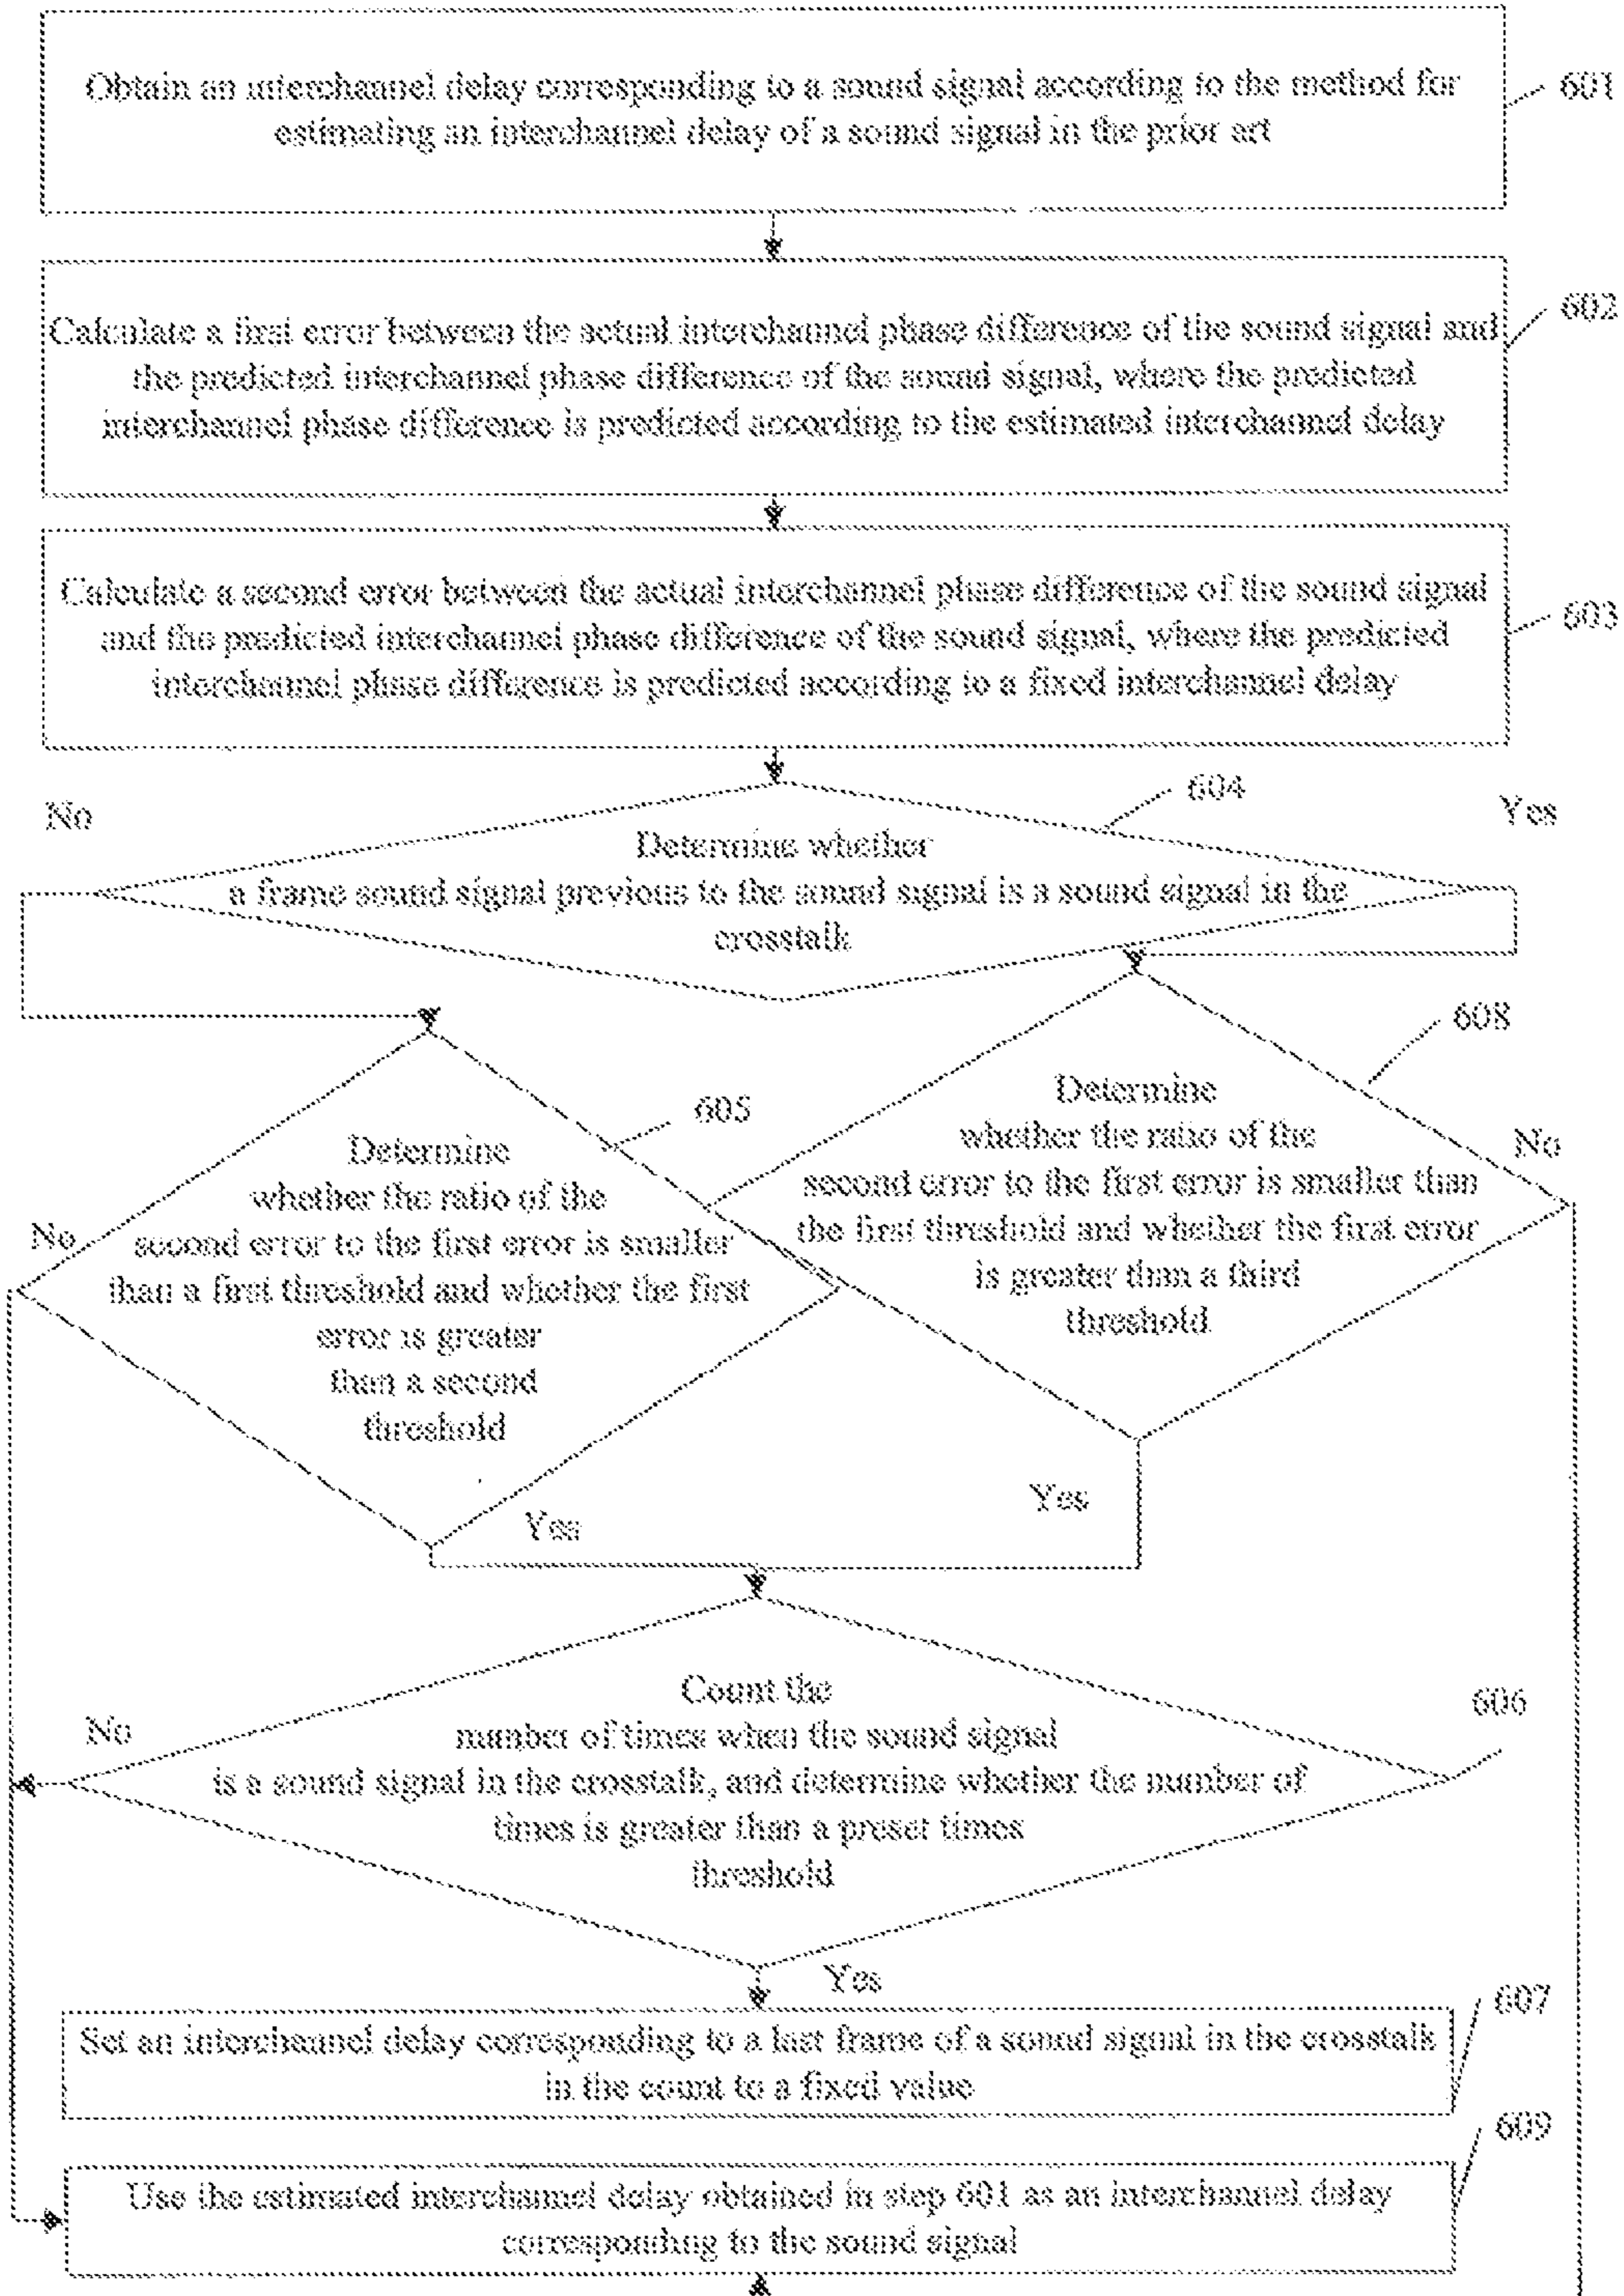 Obtain an interchannel delay corresponding to a sound signal according to the method for
estimating an interchannel delay of a sound signal in the prior art
601
Calculate a first error between the actual interchannel phase difference of the sound signal and
the predicted interchannel phase difference of the sound signal, where the predicted
interchannel phase difference is predicted according to the estimated interchannel delay
602
Calculate a second error between the actual interchannel phase difference of the sound signal
and the predicted interchannel phase difference of the sound signal, where the predicted
interchannel phase difference is predicted according to a fixed interchannel delay
603
No
604
Yes
Determine whether
a frame sound signal previous to the sound signal is a sound signal in the
crosstalk
605
Determine
whether the ratio of the
second error to the first error is smaller
than a first threshold and whether the first
error is greater
than a second
threshold
No
Yes
608
Determine
whether the ratio of the
second error to the first error is smaller than
the first threshold and whether the first error
is greater than a third
threshold
No
Yes
606
Count the
number of times when the sound signal
is a sound signal in the crosstalk, and determine whether the number of
times is greater than a preset times
threshold
No
Yes
607
Set an interchannel delay corresponding to a last frame of a sound signal in the crosstalk
in the count to a fixed value
609
Use the estimated interchannel delay obtained in step 601 as an interchannel delay
corresponding to the sound signal